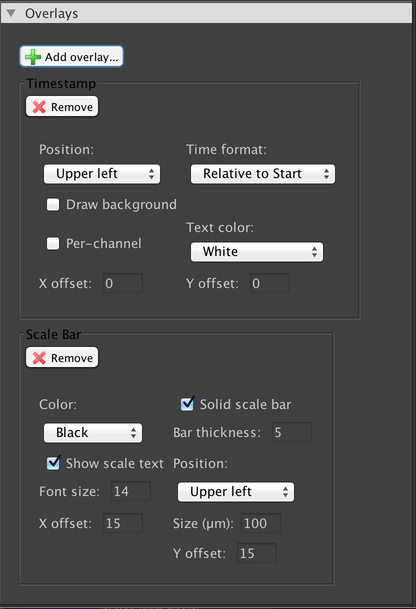 Overlays
Add overlay...
Timestamp
Remove
Position: Time format:
Upper left Relative to Start
Draw background
Text color:
Per-channel
White
X offset: 0 Y offset: 0
Scale Bar
Remove
Color: Solid scale bar
Black Bar thickness: 5
Show scale text Position:
Font size: 14 Upper left
X offset: 15 Size (μm): 100
Y offset: 15